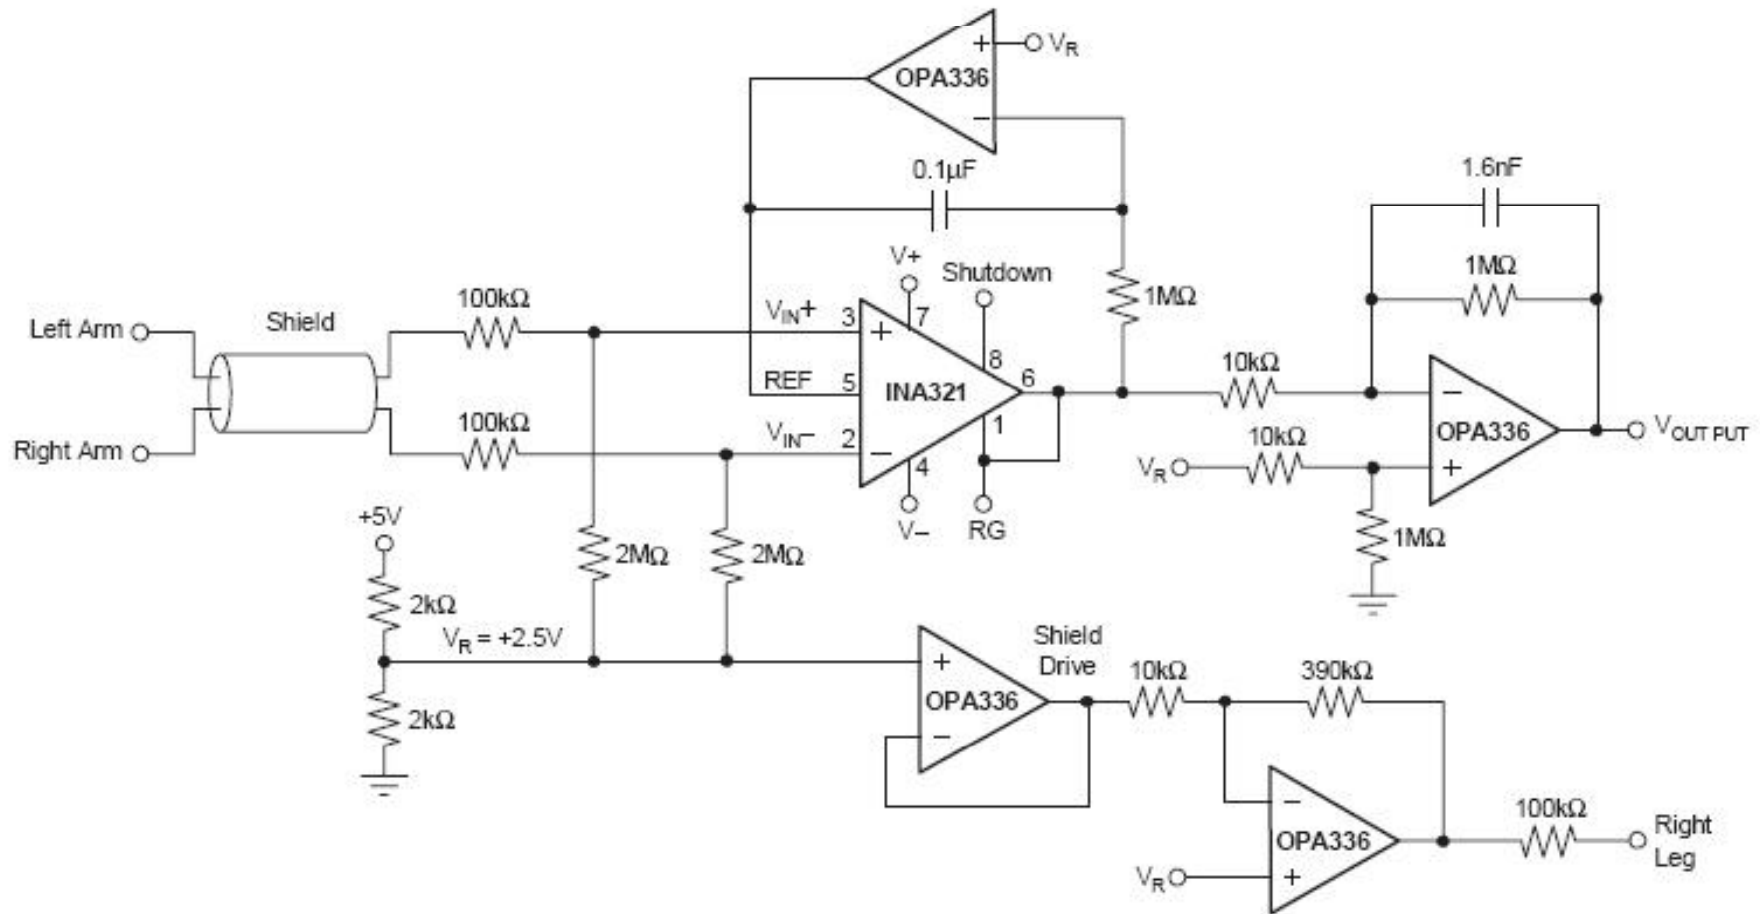 +
V_R
OPA336
−
0.1µF
1.6nF
V+
Shutdown
1MΩ
1MΩ
100kΩ
Left Arm
Shield
V_IN+
3
+
7
8
10kΩ
REF
5
INA321
6
−
100kΩ
V_IN−
2
−
4
1
10kΩ
OPA336
V_OUTPUT
Right Arm
V_R
+
+5V
V−
RG
2MΩ
2MΩ
1MΩ
2kΩ
V_R = +2.5V
Shield
Drive
+
10kΩ
390kΩ
OPA336
2kΩ
−
−
100kΩ
OPA336
Right
Leg
V_R
+